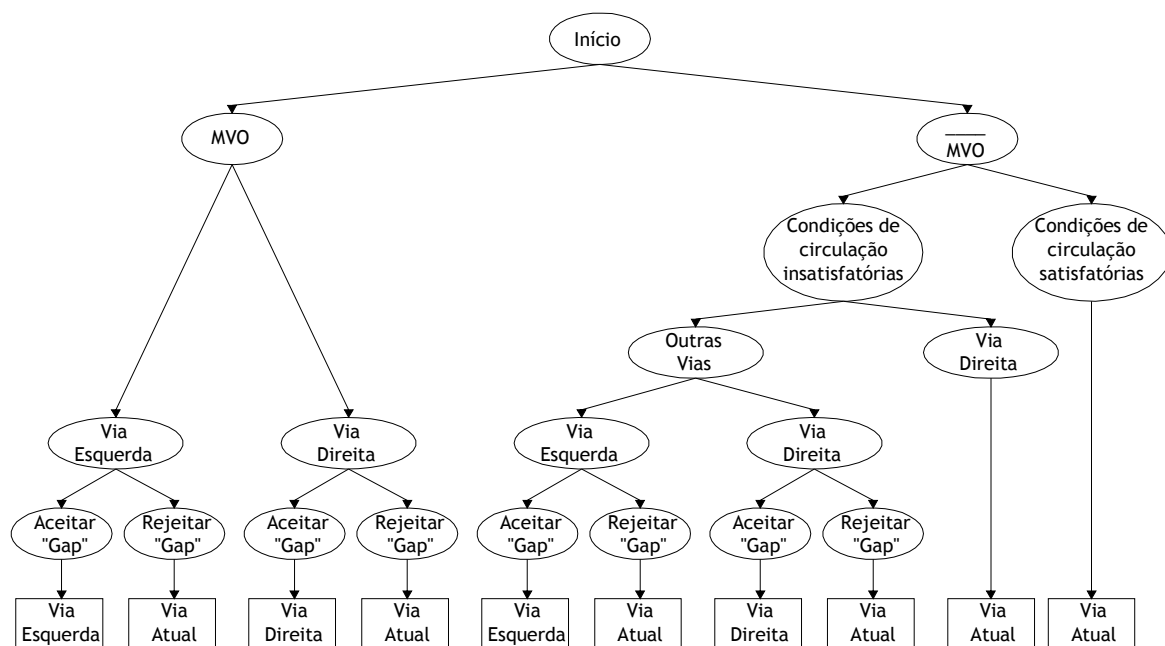 Início
MVO
____
MVO
Condições de
circulação
insatisfatórias
Condições de
circulação
satisfatórias
Outras
Vias
Via
Direita
Via
Esquerda
Via
Direita
Via
Esquerda
Via
Direita
Aceitar
"Gap"
Rejeitar
"Gap"
Aceitar
"Gap"
Rejeitar
"Gap"
Aceitar
"Gap"
Rejeitar
"Gap"
Aceitar
"Gap"
Rejeitar
"Gap"
Via
Esquerda
Via
Atual
Via
Direita
Via
Atual
Via
Esquerda
Via
Atual
Via
Direita
Via
Atual
Via
Atual
Via
Atual